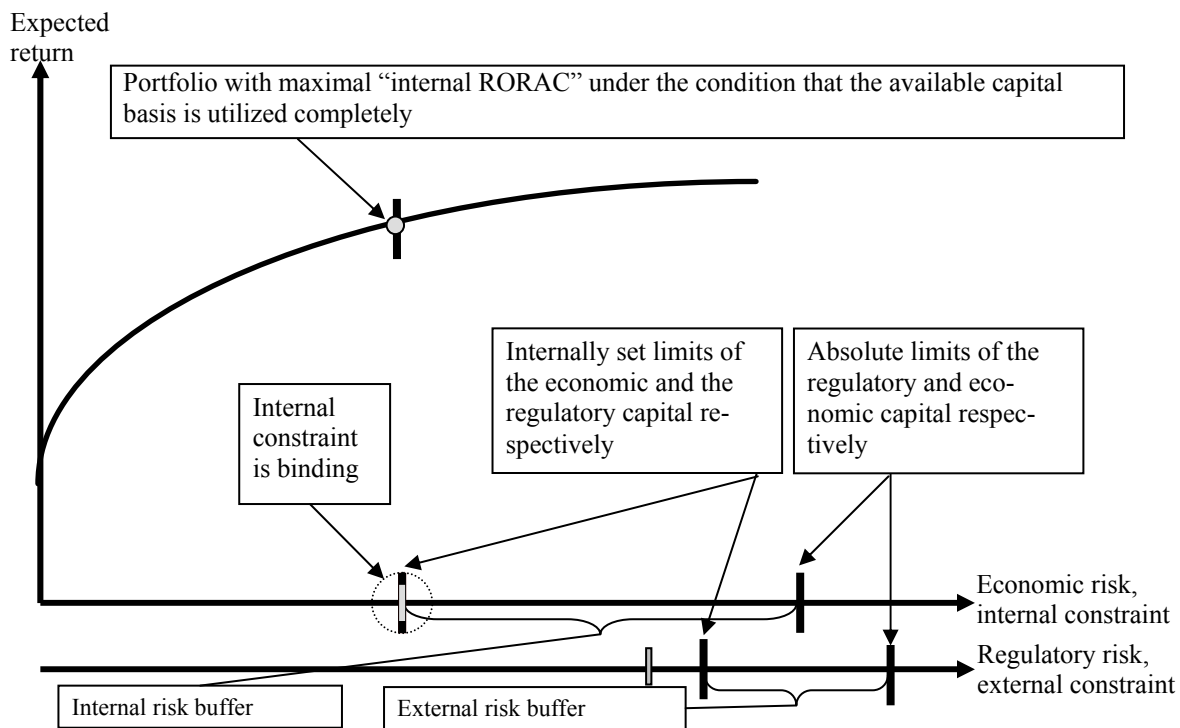 Expected
return
Portfolio with maximal “internal RORAC” under the condition that the available capital
basis is utilized completely
Internally set limits of
the economic and the
regulatory capital re-
spectively
Absolute limits of the
regulatory and eco-
nomic capital respec-
tively
Internal
constraint
is binding
Economic risk,
internal constraint
Regulatory risk,
external constraint
Internal risk buffer
External risk buffer